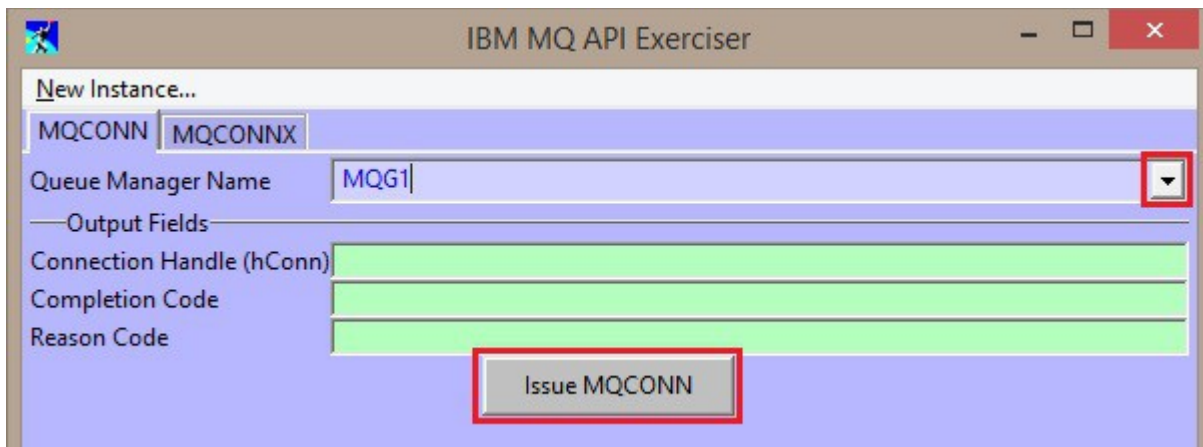 IBM MQ API Exerciser
New Instance...
MQCONN MQCONNX
Queue Manager Name MQG1
Output Fields
Connection Handle (hConn)
Completion Code
Reason Code
Issue MQCONN